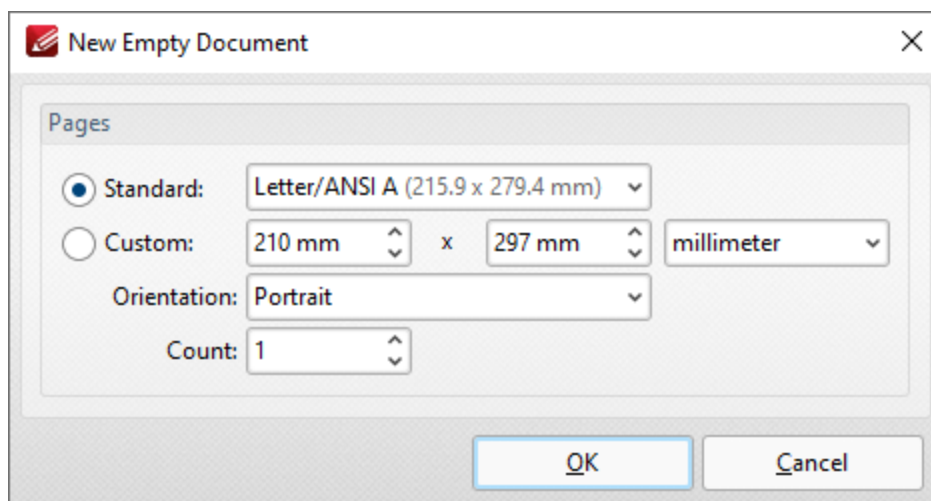 New Empty Document
Pages
Standard: Letter/ANSI A (215.9 x 279.4 mm)
Custom: 210 mm x 297 mm millimeter
Orientation: Portrait
Count: 1
OK Cancel